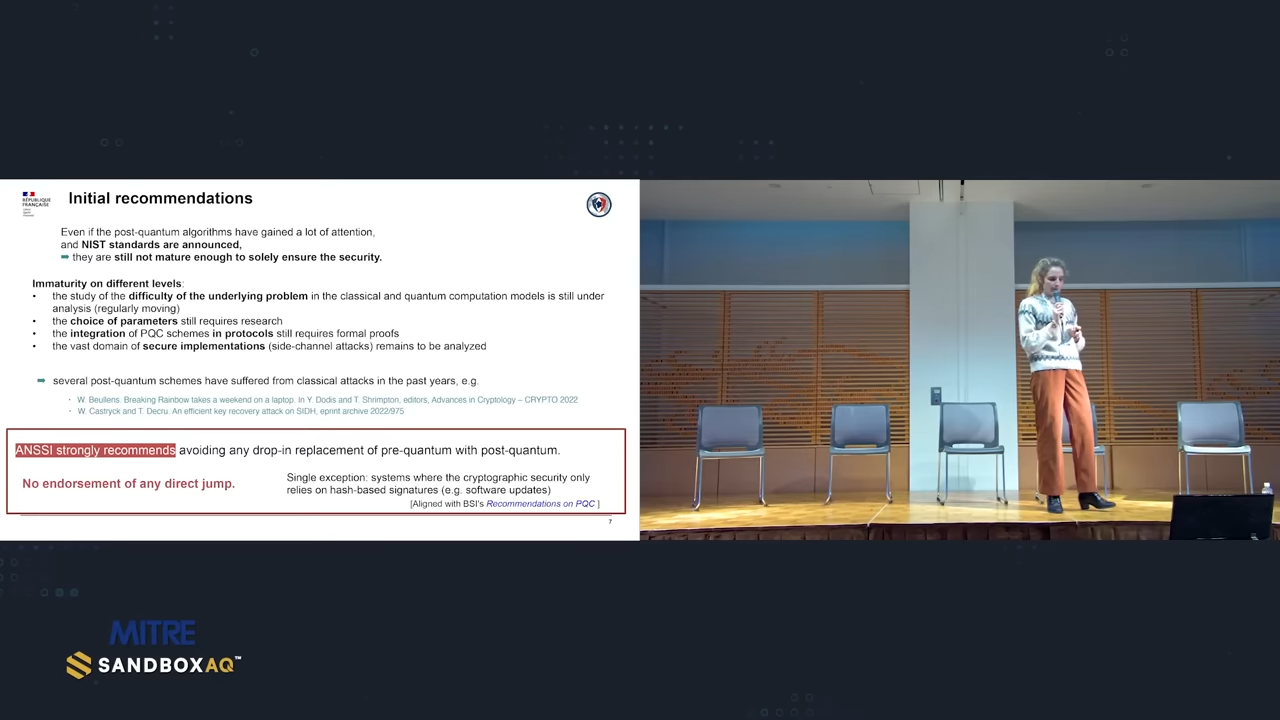 RÉPUBLIQUE
FRANÇAISE
Initial recommendations
Even if the post-quantum algorithms have gained a lot of attention,
and NIST standards are announced,
➡ they are still not mature enough to solely ensure the security.
Immaturity on different levels:
• the study of the difficulty of the underlying problem in the classical and quantum computation models is still under
analysis (regularly moving)
• the choice of parameters still requires research
• the integration of PQC schemes in protocols still requires formal proofs
• the vast domain of secure implementations (side-channel attacks) remains to be analyzed
➡ several post-quantum schemes have suffered from classical attacks in the past years, e.g.
- W. Beullens. Breaking Rainbow takes a weekend on a laptop. In Y. Dodis and T. Shrimpton, editors, Advances in Cryptology – CRYPTO 2022
- W. Castryck and T. Decru. An efficient key recovery attack on SIDH, eprint archive 2022/975
ANSSI strongly recommends avoiding any drop-in replacement of pre-quantum with post-quantum.
No endorsement of any direct jump.
Single exception: systems where the cryptographic security only
relies on hash-based signatures (e.g. software updates)
[Aligned with BSI's Recommendations on PQC ]
7
MITRE
SANDBOXAQ™